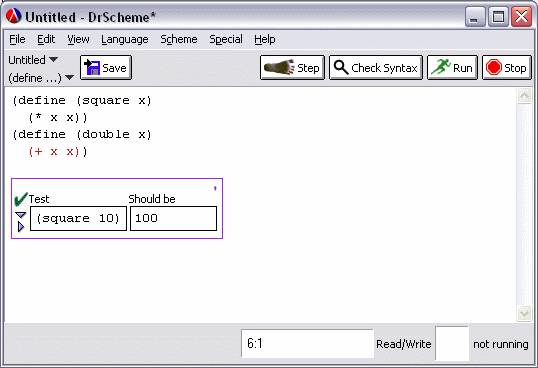 Untitled - DrScheme*
File Edit View Language Scheme Special Help
Untitled
(define ...)
Save Step Check Syntax Run Stop
(define (square x)
  (* x x))
(define (double x)
  (+ x x))
Test Should be
(square 10) 100
6:1 Read/Write not running